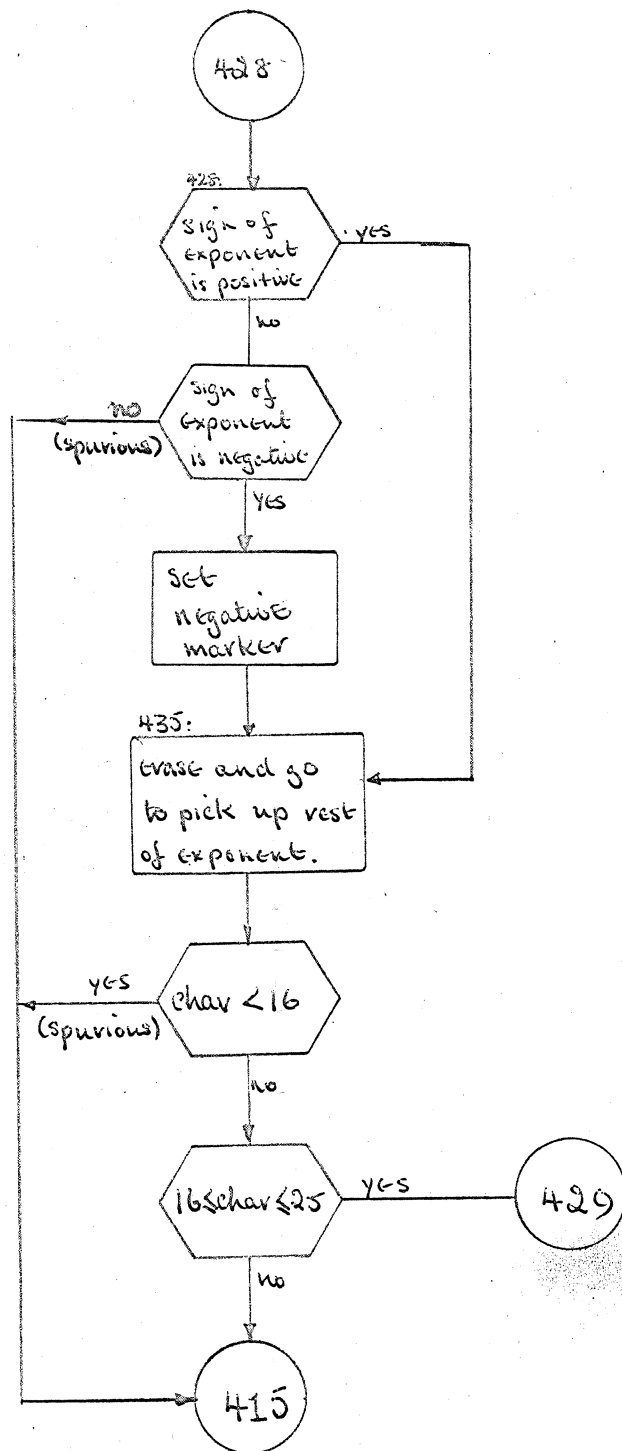 428
428:
sign of
exponent
is positive
yes
no
sign of
exponent
is negative
no
(spurious)
yes
set
negative
marker
435:
erase and go
to pick up rest
of exponent.
char < 16
yes
(spurious)
no
16≤char≤25
yes
429
no
415